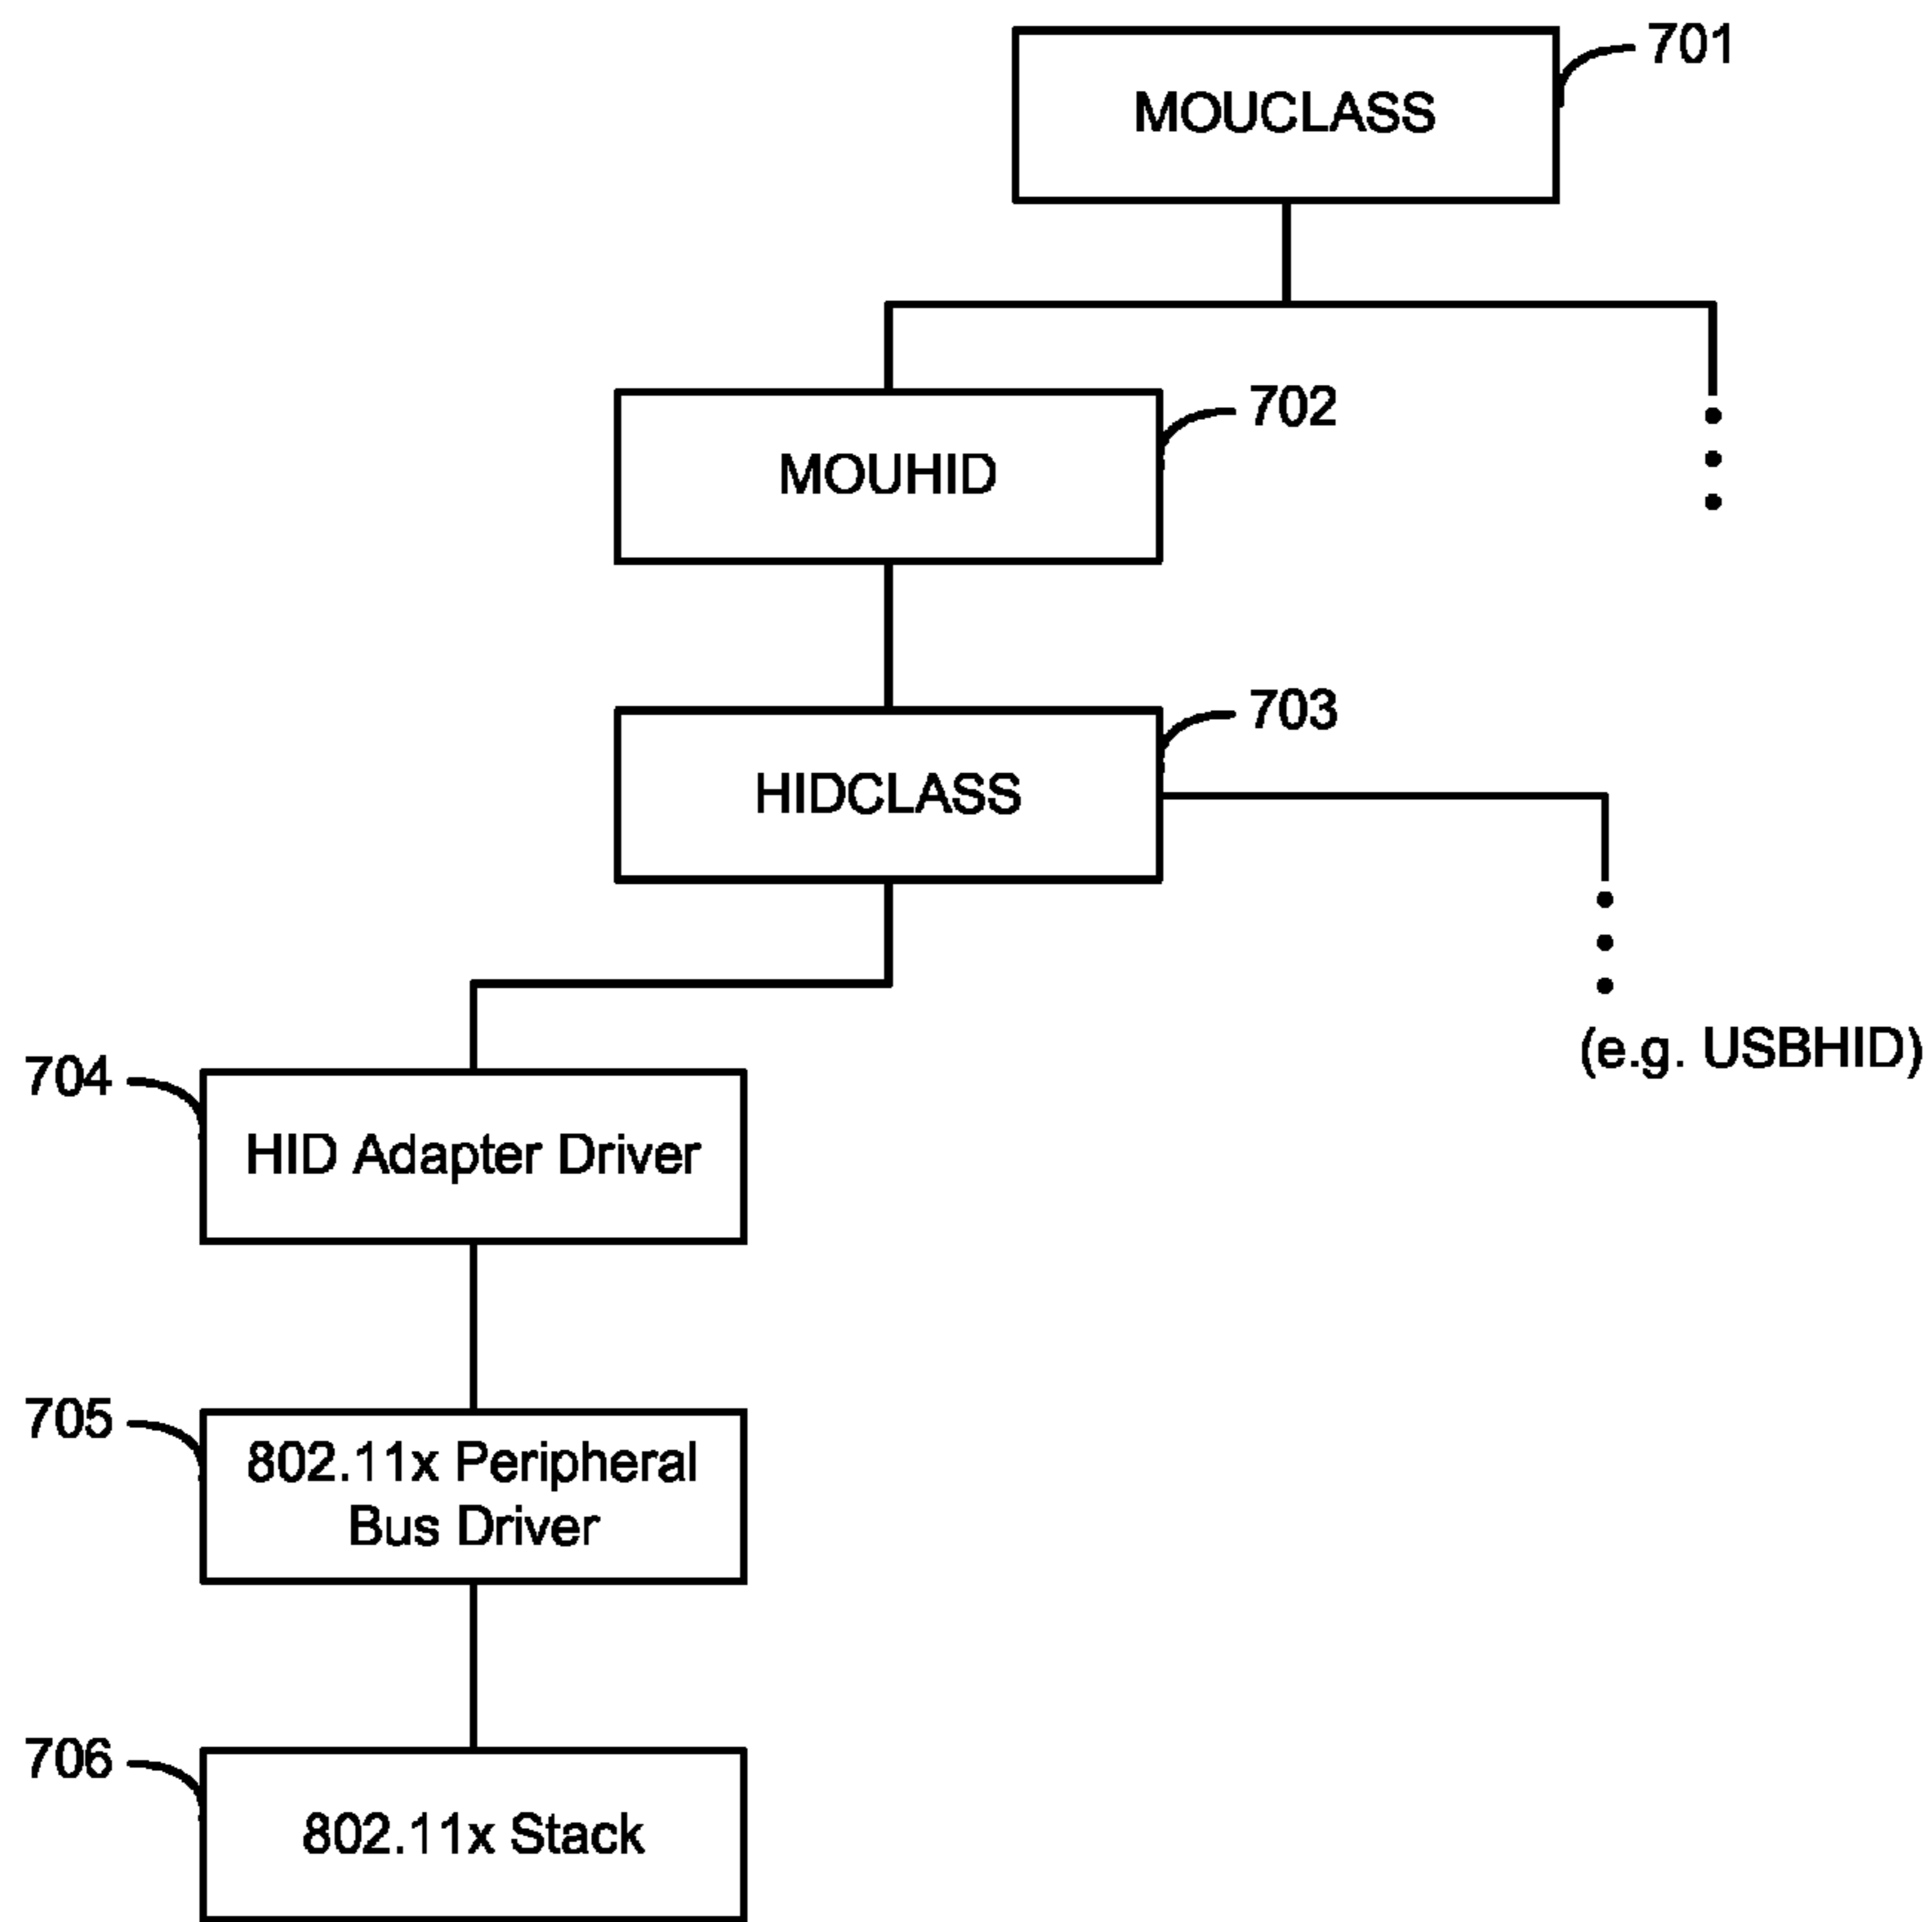 701
MOUCLASS
702
MOUHID
703
HIDCLASS
(e.g. USBHID)
704
HID Adapter Driver
705
802.11x Peripheral
Bus Driver
706
802.11x Stack